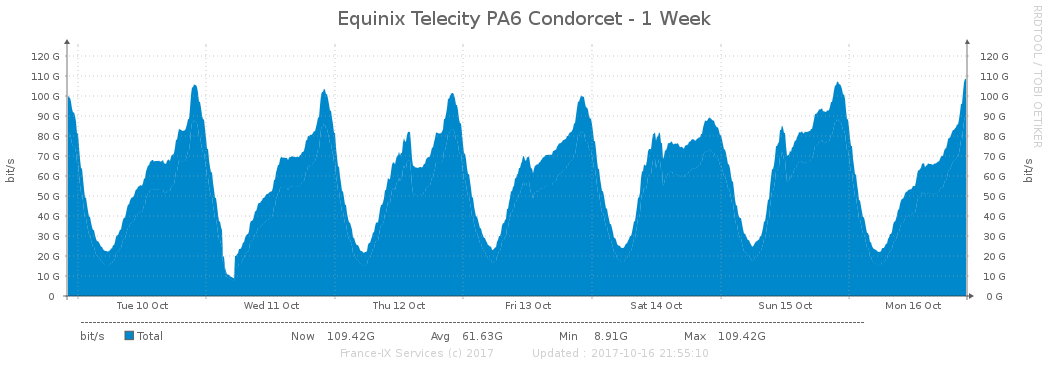 Equinix Telecity PA6 Condorcet - 1 Week
RRDTOOL / TOBI OETIKER
bit/s
120 G 120 G
110 G 110 G
100 G 100 G
90 G 90 G
80 G 80 G
70 G 70 G
60 G 60 G
50 G 50 G
40 G 40 G
30 G 30 G
20 G 20 G
10 G 10 G
0 0 G
bit/s
Tue 10 Oct Wed 11 Oct Thu 12 Oct Fri 13 Oct Sat 14 Oct Sun 15 Oct Mon 16 Oct
bit/s Total Now 109.42G Avg 61.63G Min 8.91G Max 109.42G
France-IX Services (c) 2017 Updated : 2017-10-16 21:55:10